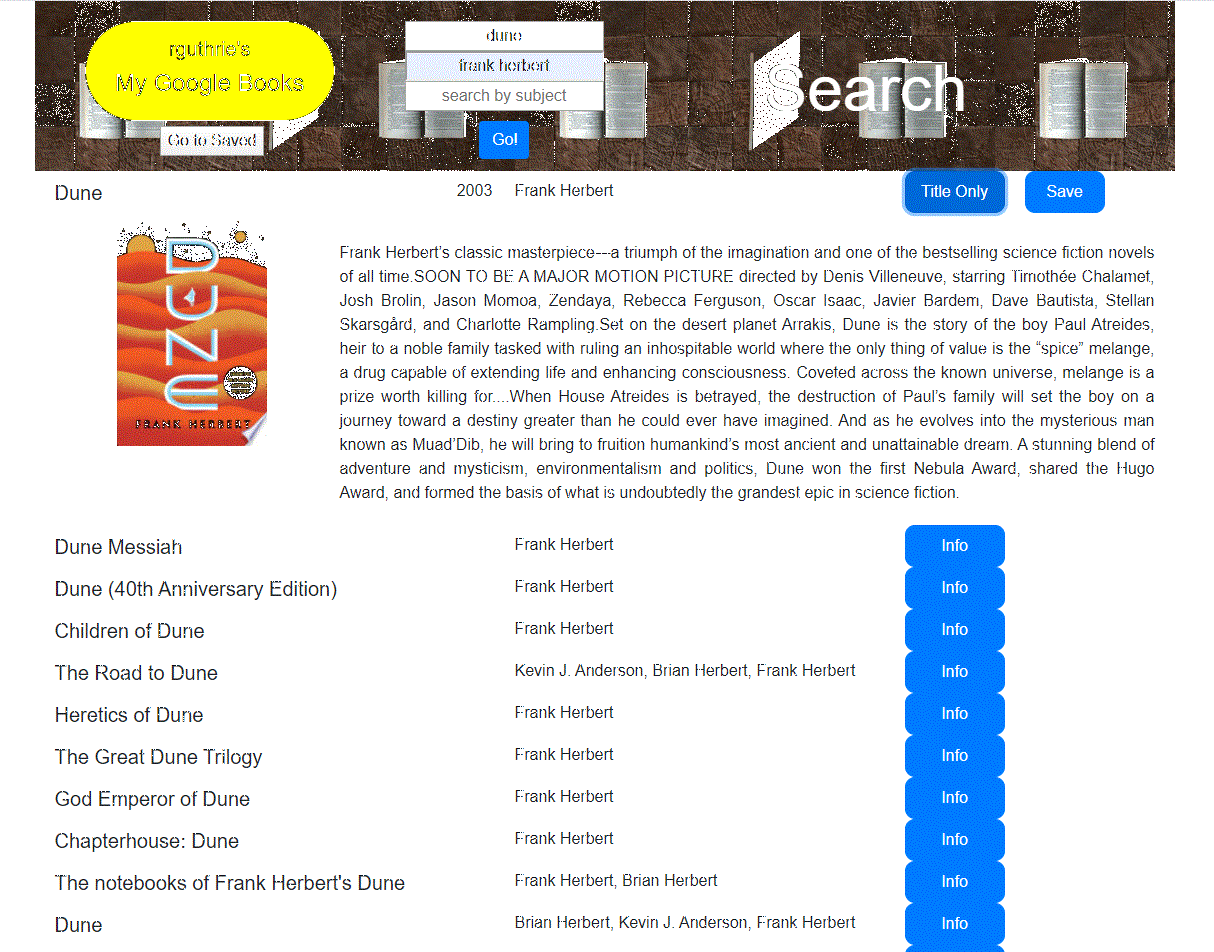 rguthrie's
My Google Books
Go to Saved
dune
frank herbert
search by subject
Go!
Search
Dune 2003 Frank Herbert Title Only Save
DUNE
FRANK HERBERT
Frank Herbert’s classic masterpiece---a triumph of the imagination and one of the bestselling science fiction novels
of all time.SOON TO BE A MAJOR MOTION PICTURE directed by Denis Villeneuve, starring Timothée Chalamet,
Josh Brolin, Jason Momoa, Zendaya, Rebecca Ferguson, Oscar Isaac, Javier Bardem, Dave Bautista, Stellan
Skarsgård, and Charlotte Rampling.Set on the desert planet Arrakis, Dune is the story of the boy Paul Atreides,
heir to a noble family tasked with ruling an inhospitable world where the only thing of value is the “spice” melange,
a drug capable of extending life and enhancing consciousness. Coveted across the known universe, melange is a
prize worth killing for....When House Atreides is betrayed, the destruction of Paul’s family will set the boy on a
journey toward a destiny greater than he could ever have imagined. And as he evolves into the mysterious man
known as Muad’Dib, he will bring to fruition humankind’s most ancient and unattainable dream. A stunning blend of
adventure and mysticism, environmentalism and politics, Dune won the first Nebula Award, shared the Hugo
Award, and formed the basis of what is undoubtedly the grandest epic in science fiction.
Dune Messiah Frank Herbert Info
Dune (40th Anniversary Edition) Frank Herbert Info
Children of Dune Frank Herbert Info
The Road to Dune Kevin J. Anderson, Brian Herbert, Frank Herbert Info
Heretics of Dune Frank Herbert Info
The Great Dune Trilogy Frank Herbert Info
God Emperor of Dune Frank Herbert Info
Chapterhouse: Dune Frank Herbert Info
The notebooks of Frank Herbert's Dune Frank Herbert, Brian Herbert Info
Dune Brian Herbert, Kevin J. Anderson, Frank Herbert Info